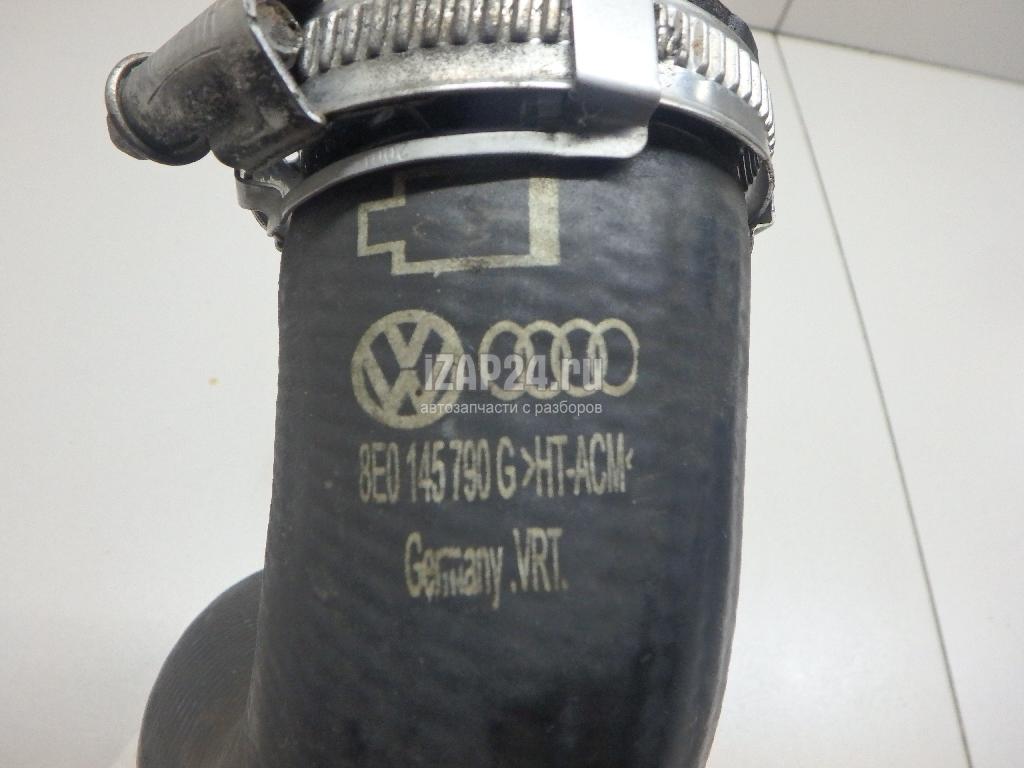 iZAP24.ru
автозапчасти с разборов
8E0 145 790 G >HT-ACM<
Germany .VRT.